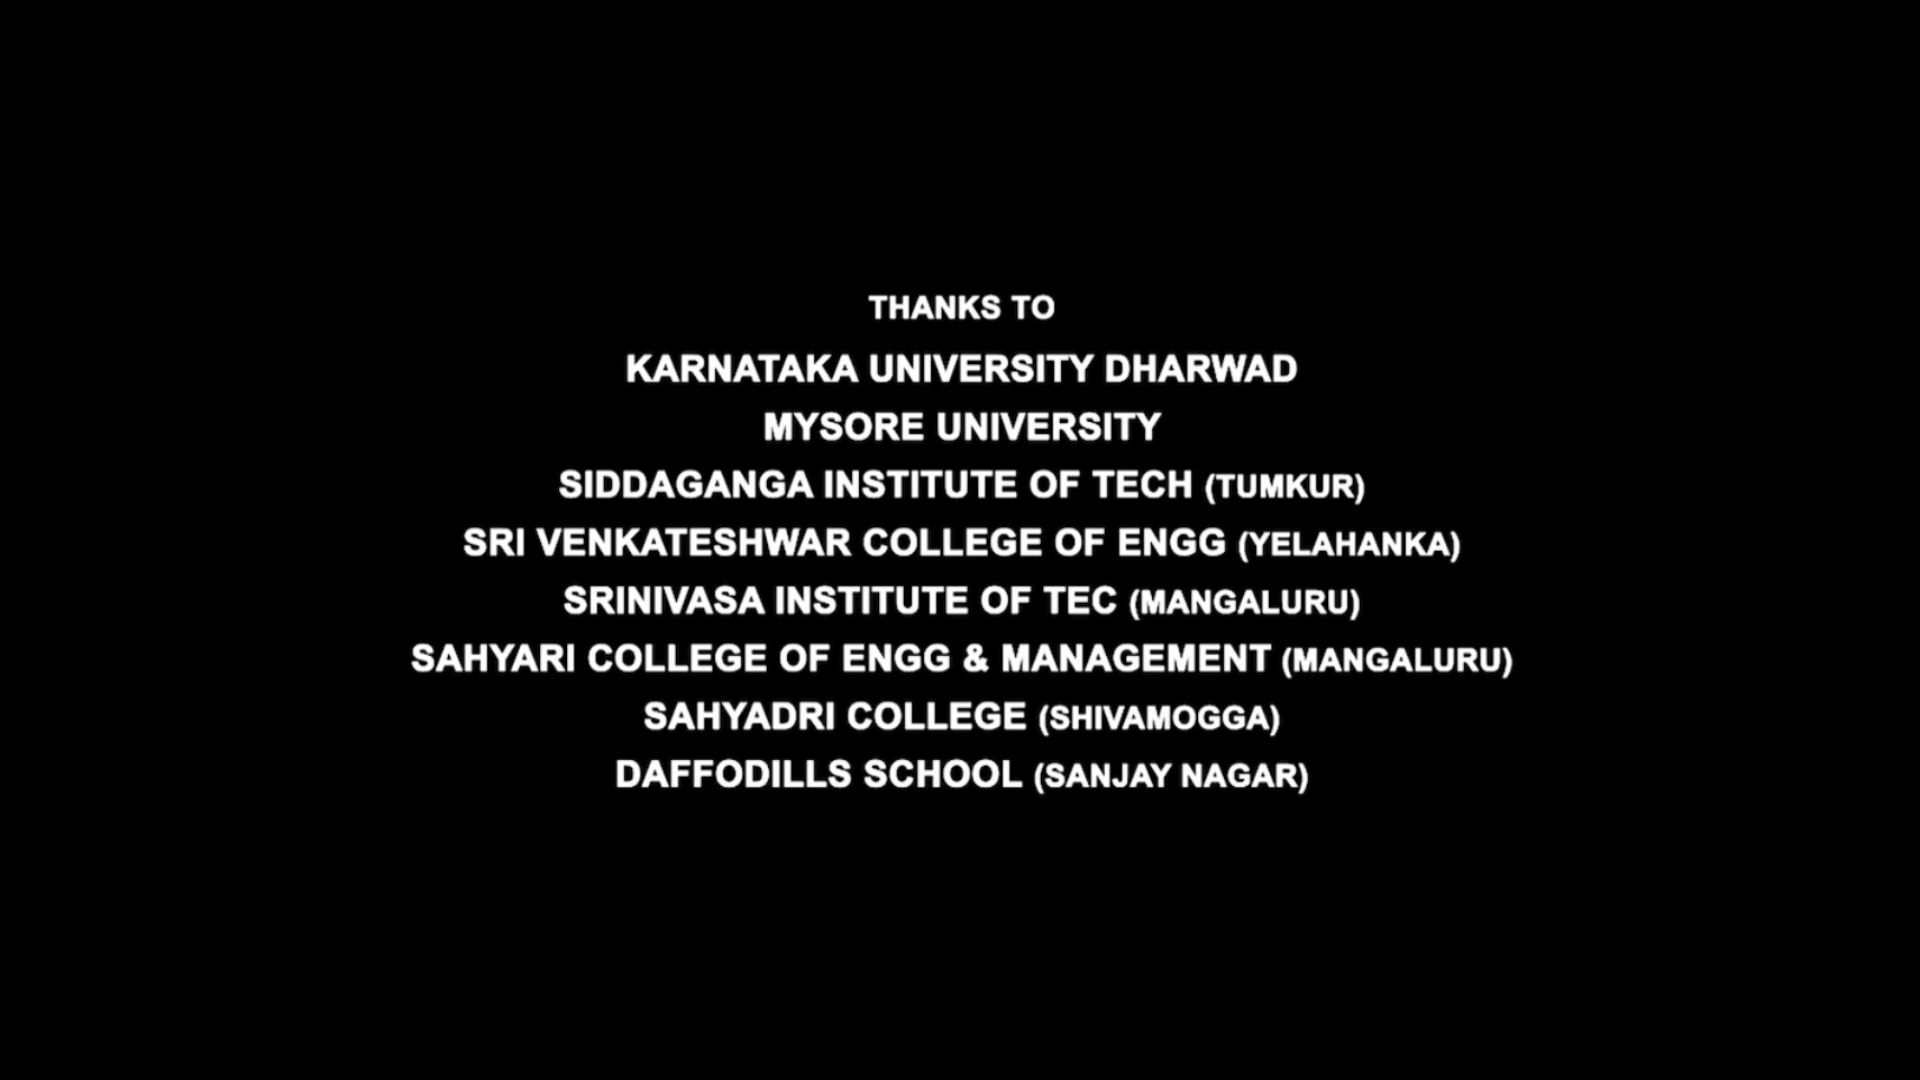 THANKS TO
KARNATAKA UNIVERSITY DHARWAD
MYSORE UNIVERSITY
SIDDAGANGA INSTITUTE OF TECH (TUMKUR)
SRI VENKATESHWAR COLLEGE OF ENGG (YELAHANKA)
SRINIVASA INSTITUTE OF TEC (MANGALURU)
SAHYARI COLLEGE OF ENGG & MANAGEMENT (MANGALURU)
SAHYADRI COLLEGE (SHIVAMOGGA)
DAFFODILLS SCHOOL (SANJAY NAGAR)